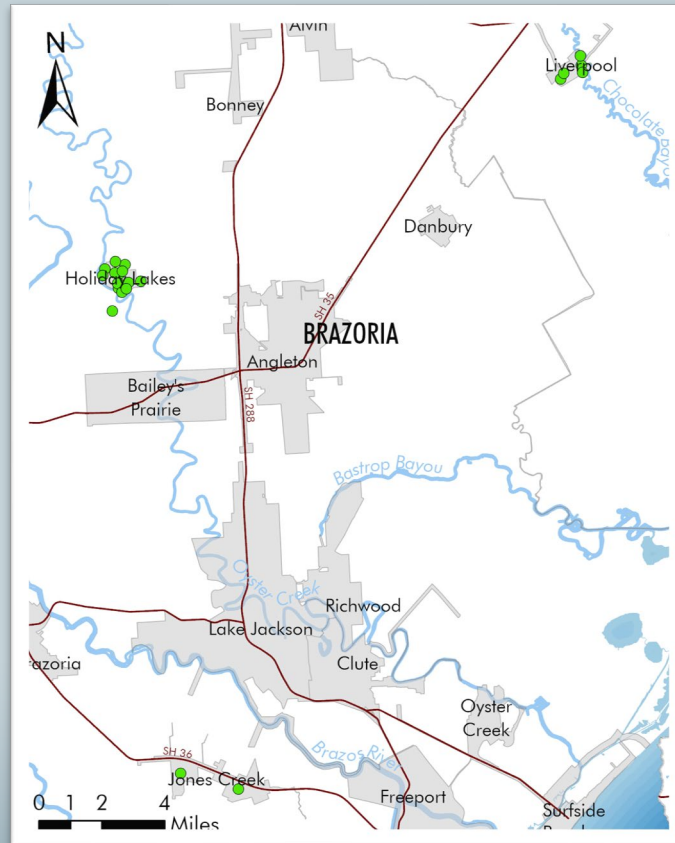 Alvin
N
Liverpool
Bonney
Chocolate Bayou
Danbury
Holiday Lakes
SH 35
BRAZORIA
Angleton
Bailey's
Prairie
SH 288
Bastrop Bayou
Oyster Creek
Richwood
Lake Jackson
Clute
azoria
Oyster
Creek
SH 36
Brazos River
Jones Creek
0 1 2 4
Miles
Freeport
Surfside